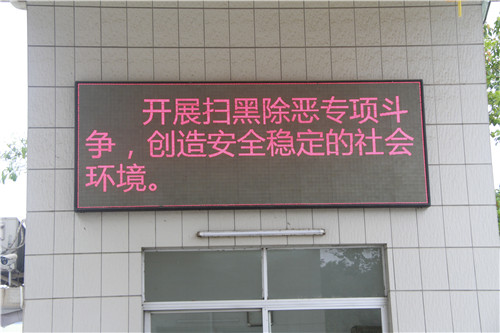 开展扫黑除恶专项斗
争，创造安全稳定的社会
环境。